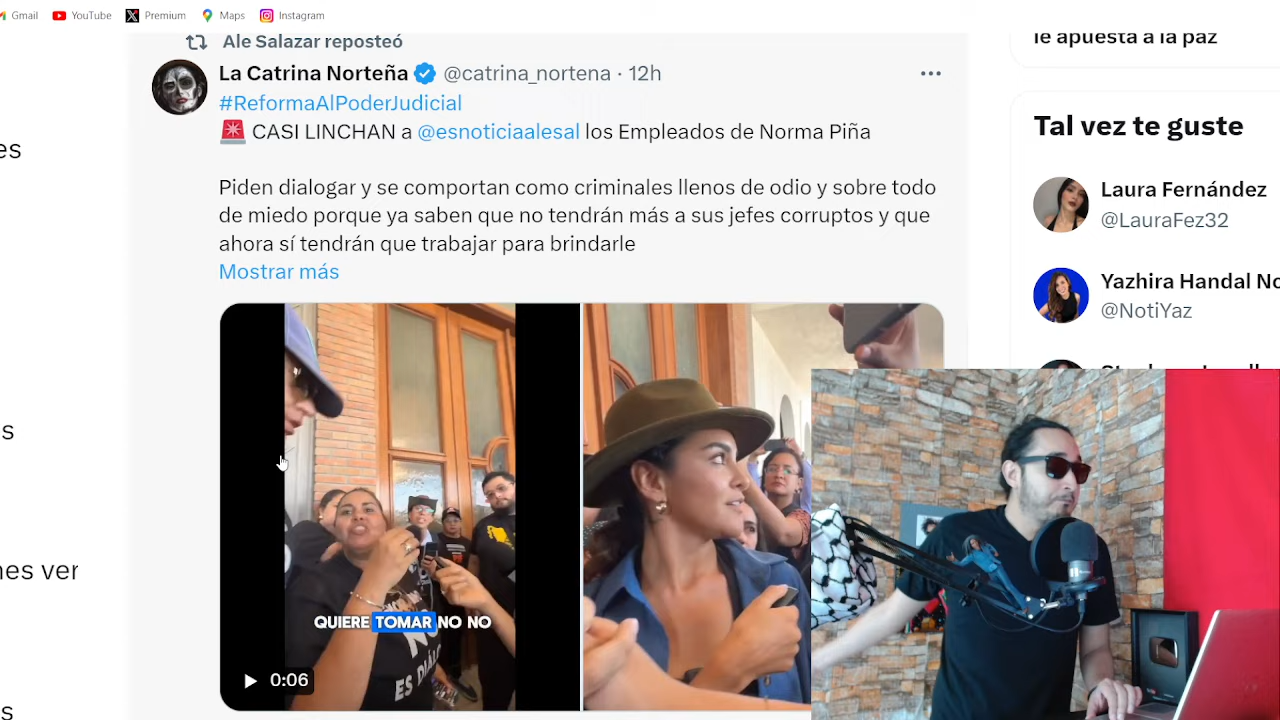 Gmail YouTube Premium Maps Instagram
Ale Salazar reposteó
La Catrina Norteña @catrina_nortena · 12h
#ReformaAlPoderJudicial
CASI LINCHAN a @esnoticiaalesal los Empleados de Norma Piña
Piden dialogar y se comportan como criminales llenos de odio y sobre todo
de miedo porque ya saben que no tendrán más a sus jefes corruptos y que
ahora sí tendrán que trabajar para brindarle
Mostrar más
QUIERE TOMAR NO NO
ES DIÁL
0:06
le apuesta a la paz
Tal vez te guste
Laura Fernández
@LauraFez32
Yazhira Handal No
@NotiYaz
es
s
nes ver
s